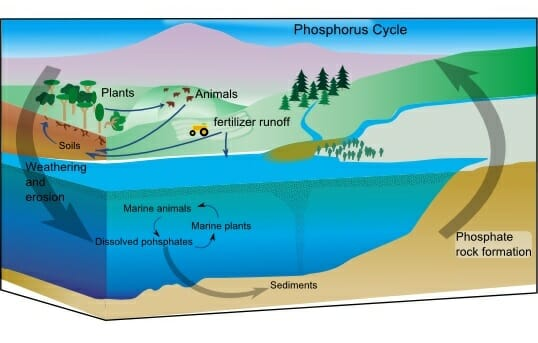 Phosphorus Cycle
Plants
Animals
fertilizer runoff
Soils
Weathering
and
erosion
Marine animals
Marine plants
Dissolved pohsphates
Phosphate
rock formation
Sediments